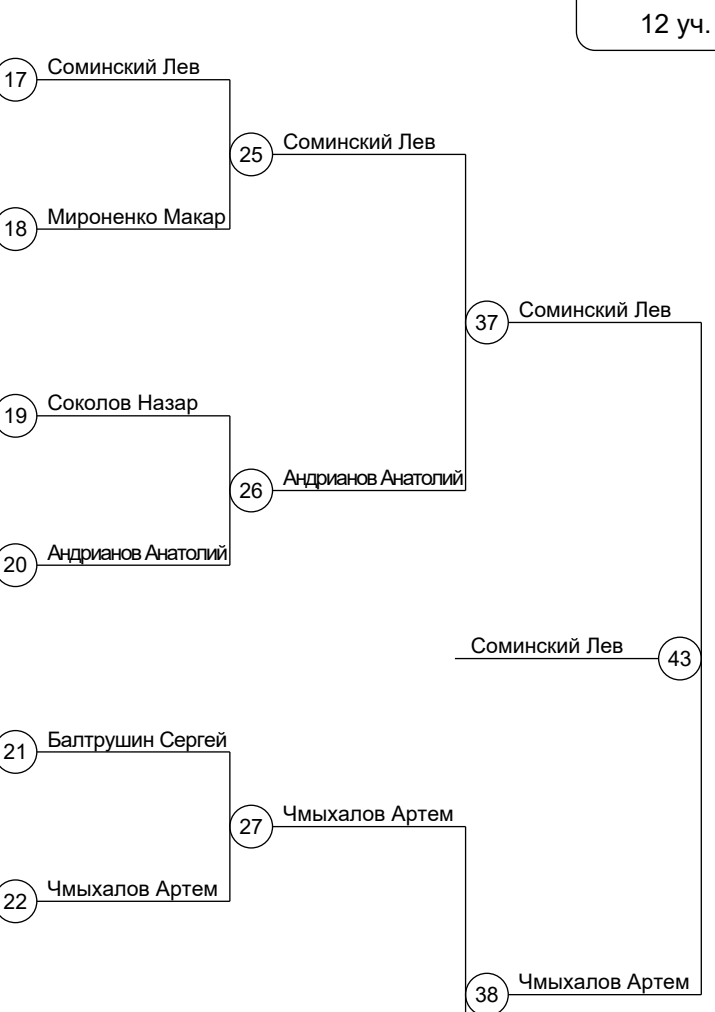 12 уч.
17 Соминский Лев
25 Соминский Лев
18 Мироненко Макар
37 Соминский Лев
19 Соколов Назар
26 Андрианов Анатолий
20 Андрианов Анатолий
Соминский Лев 43
21 Балтрушин Сергей
27 Чмыхалов Артем
22 Чмыхалов Артем
38 Чмыхалов Артем